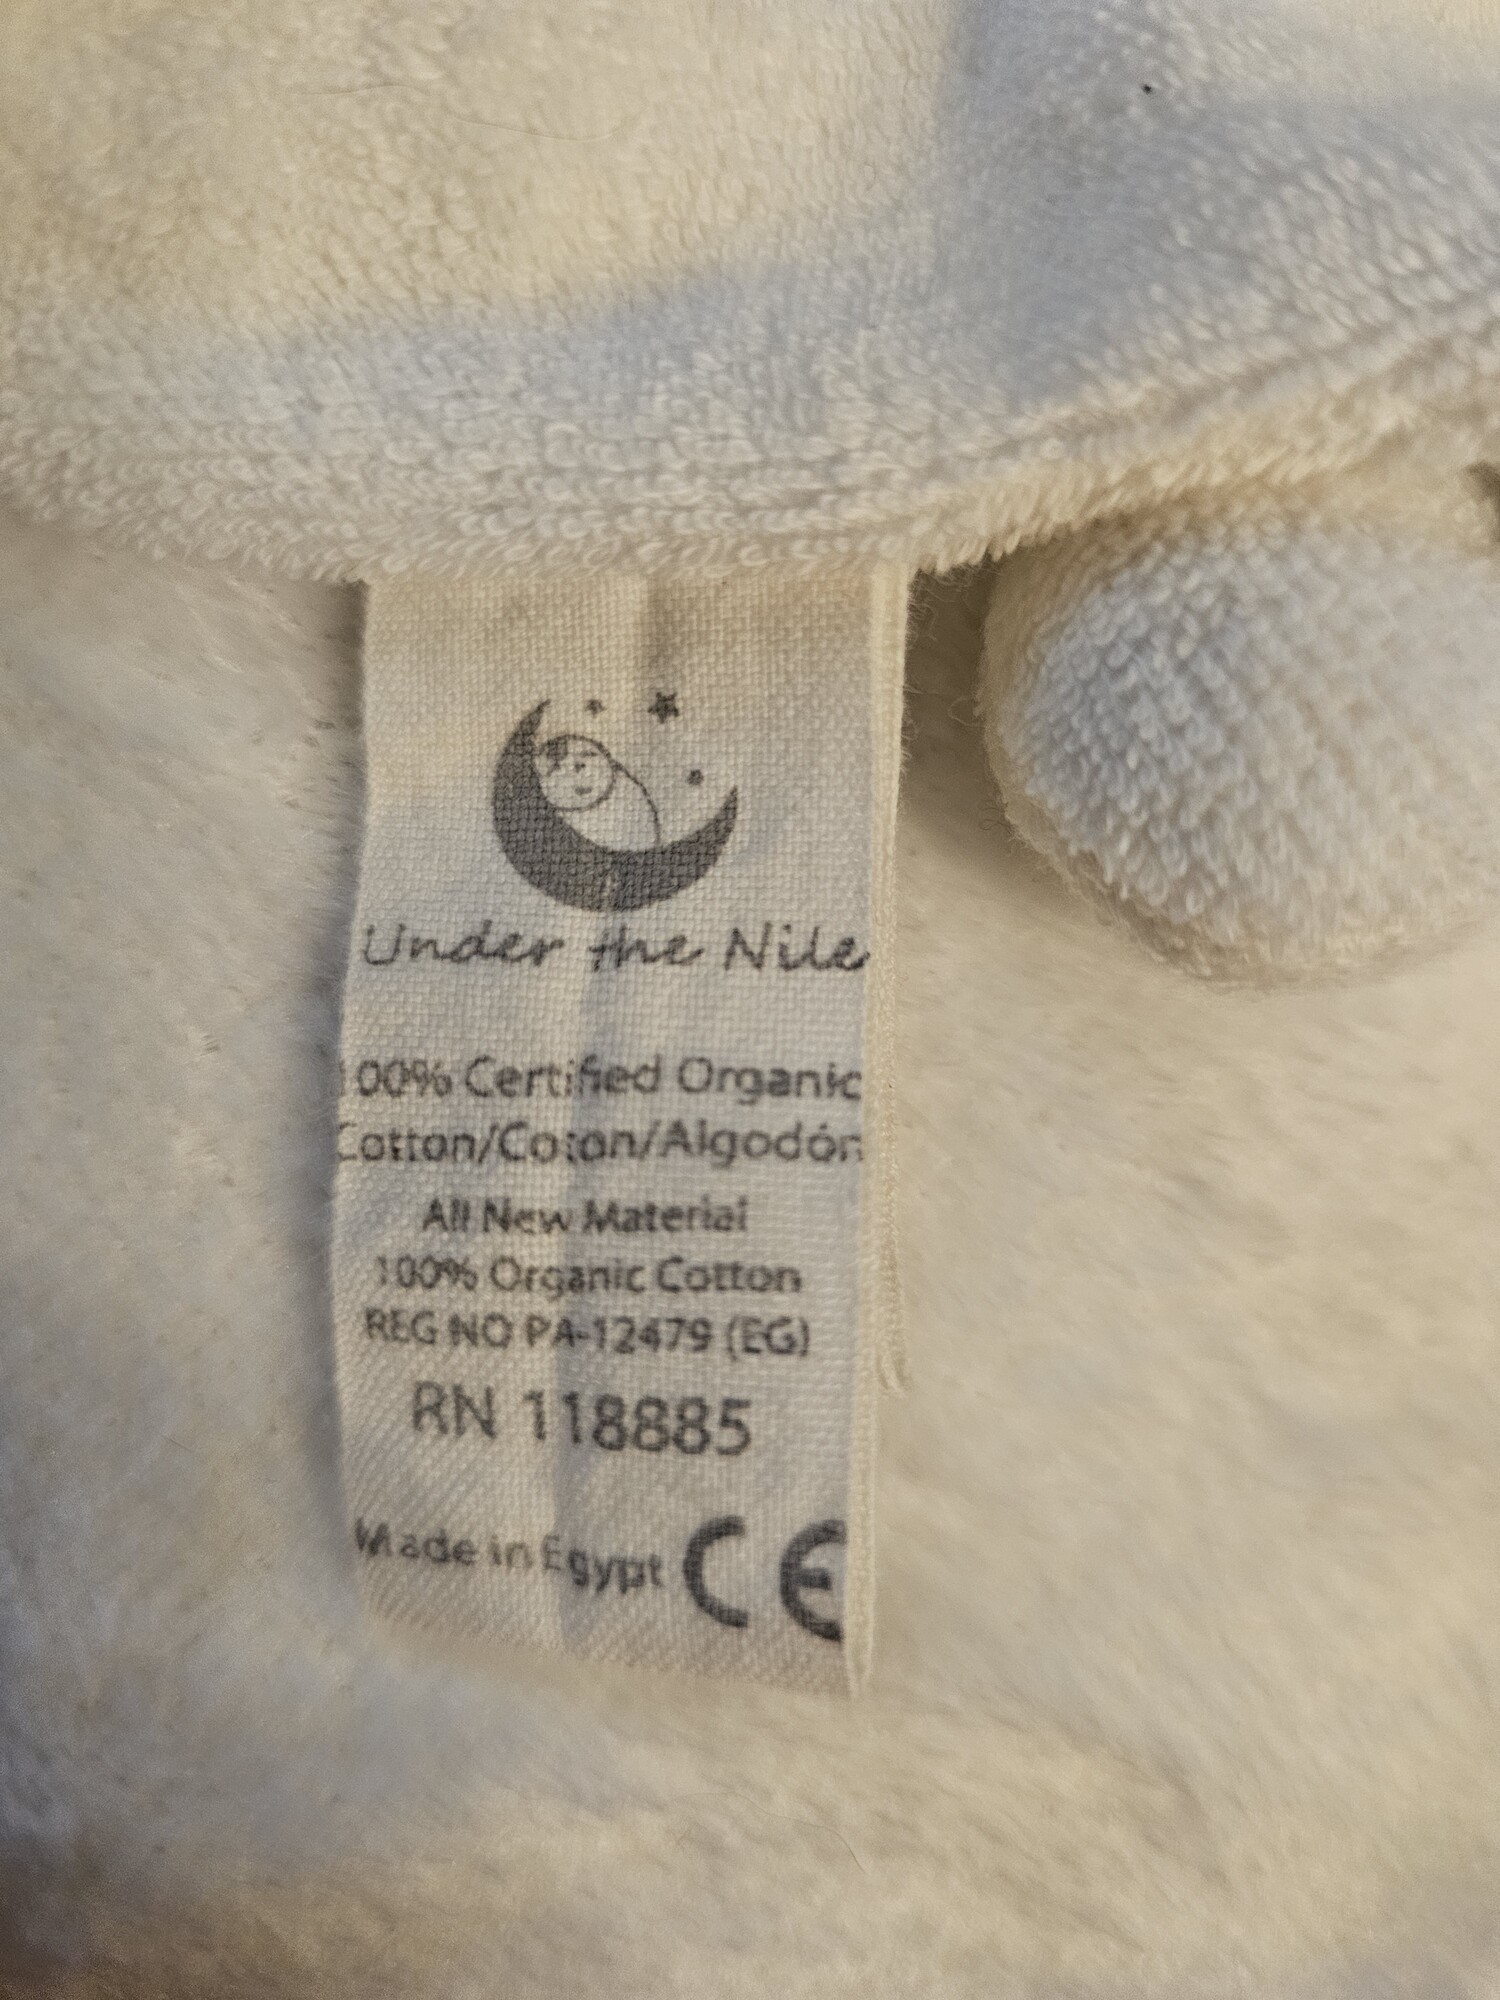 Under the Nile
100% Certified Organic
Cotton/Coton/Algodón
All New Material
100% Organic Cotton
REG NO PA-12479 (EG)
RN 118885
Made in Egypt CE